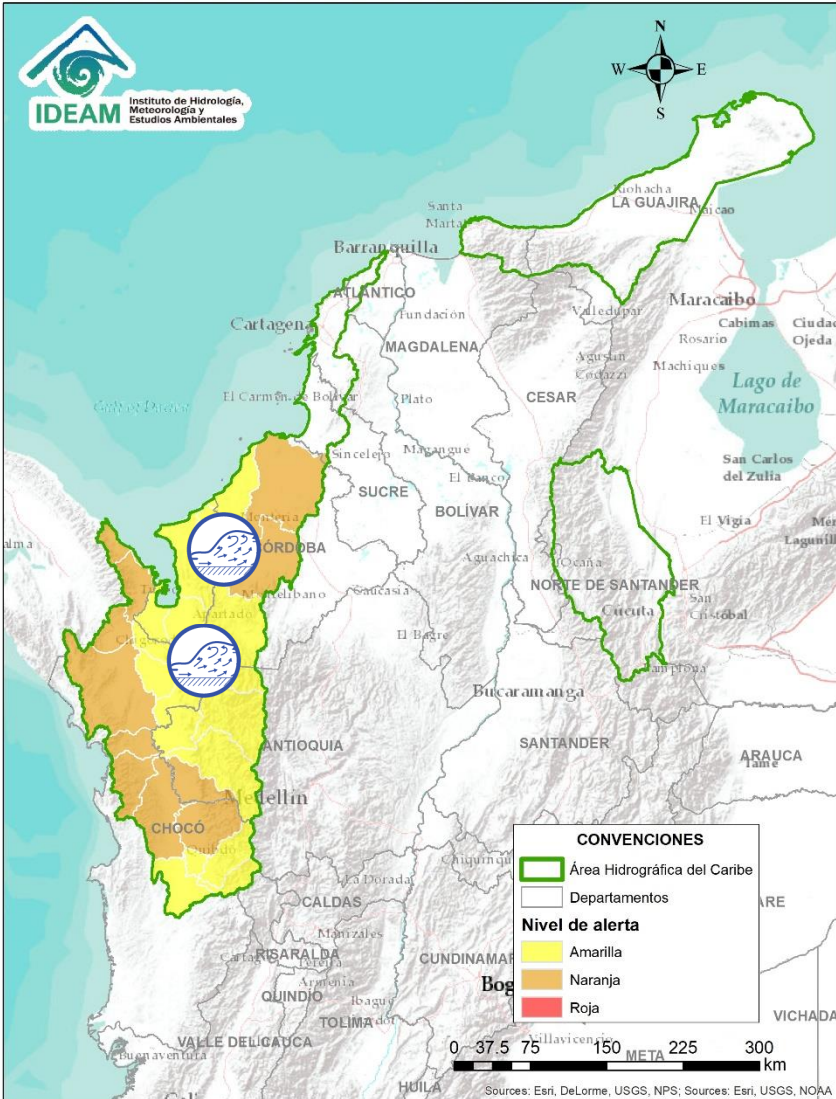 IDEAM
Instituto de Hidrología,
Meteorología y
Estudios Ambientales
N
W
E
S
LA GUAJIRA
Maicao
Santa
Marta
Barranquilla
ATLÁNTICO
Fundación
Valledupar
Maracaibo
Cabimas
Ciudad
Ojeda
Rosario
Cartagena
MAGDALENA
Agustín
Codazzi
Machiques
Lago de
Maracaibo
CESAR
El Carmen de Bolívar
Plato
Sincelejo
Magangue
San Carlos
del Zulia
SUCRE
El Banco
BOLÍVAR
El Vigía
Montería
CÓRDOBA
Aguachica
Ocaña
NORTE DE SANTANDER
Montelibano
Caucasia
Cúcuta
San
Cristóbal
Apartado
El Bagre
Pamplona
Bucaramanga
ANTIOQUIA
SANTANDER
ARAUCA
Tame
Medellín
CHOCÓ
Quibdó
La Dorada
CALDAS
Manizales
RISARALDA
Armenia
QUINDÍO
Ibague
TOLIMA
VALLE DEL CAUCA
Buenaventura
HUILA
Villavicencio
META
VICHADA
CONVENCIONES
Área Hidrográfica del Caribe
Departamentos
Nivel de alerta
Amarilla
Naranja
Roja
0 37.5 75 150 225 300
km
Sources: Esri, DeLorme, USGS, NPS; Sources: Esri, USGS, NOAA